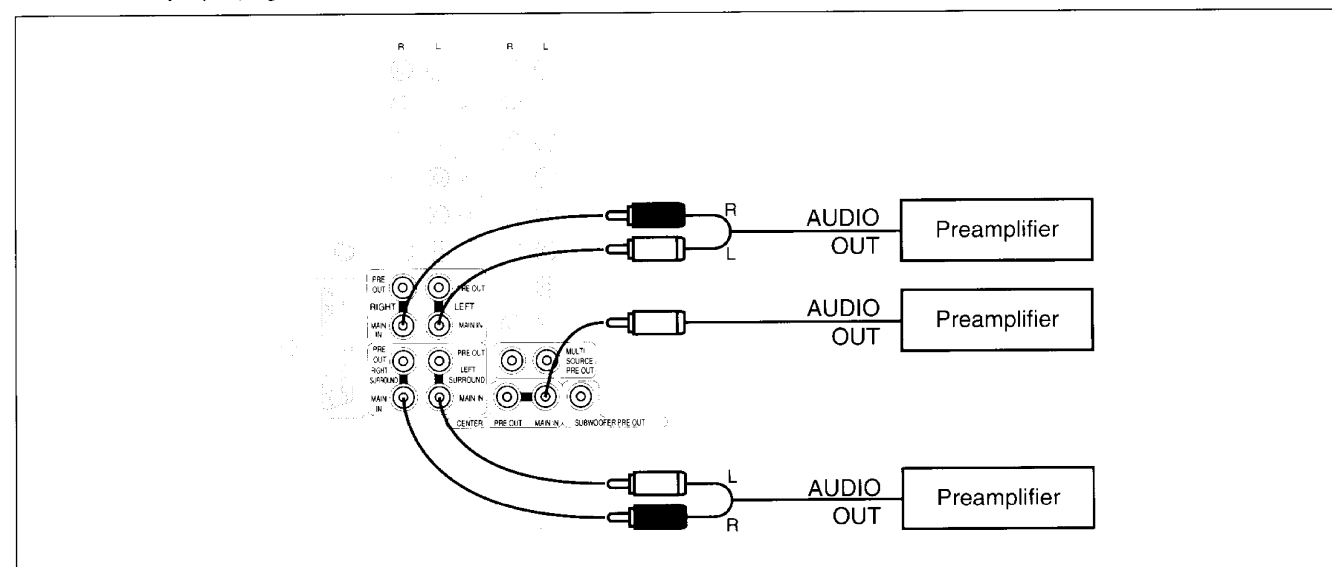 R L R L
R
AUDIO
OUT
Preamplifier
L
PRE
OUT
PRE OUT
RIGHT
LEFT
MAIN
IN
MAIN IN
AUDIO
OUT
Preamplifier
PRE
OUT
RIGHT
SURROUND
PRE OUT
LEFT
SURROUND
MULTI
SOURCE
PRE OUT
MAIN
IN
MAIN IN
CENTER PRE OUT MAIN IN SUBWOOFER PRE OUT
L
AUDIO
OUT
Preamplifier
R